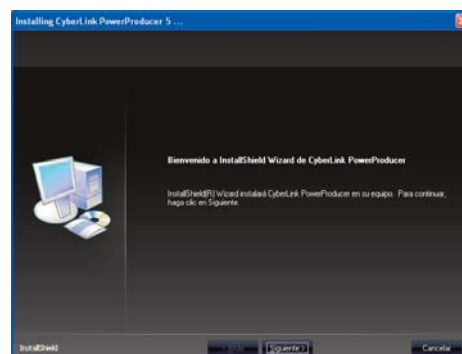 Installing CyberLink PowerProducer 5 ...
Bienvenido a InstallShield Wizard de CyberLink PowerProducer
InstallShield(R) Wizard instalará CyberLink PowerProducer en su equipo. Para continuar,
haga clic en Siguiente.
InstallShield
Siguiente >
Cancelar